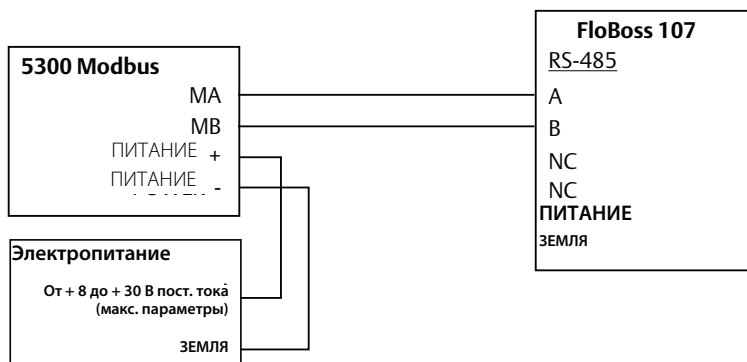 5300 Modbus
MA
MB
ПИТАНИЕ +
ПИТАНИЕ -
Электропитание
От + 8 до + 30 В пост. тока
(макс. параметры)
ЗЕМЛЯ
FloBoss 107
RS-485
A
B
NC
NC
ПИТАНИЕ
ЗЕМЛЯ